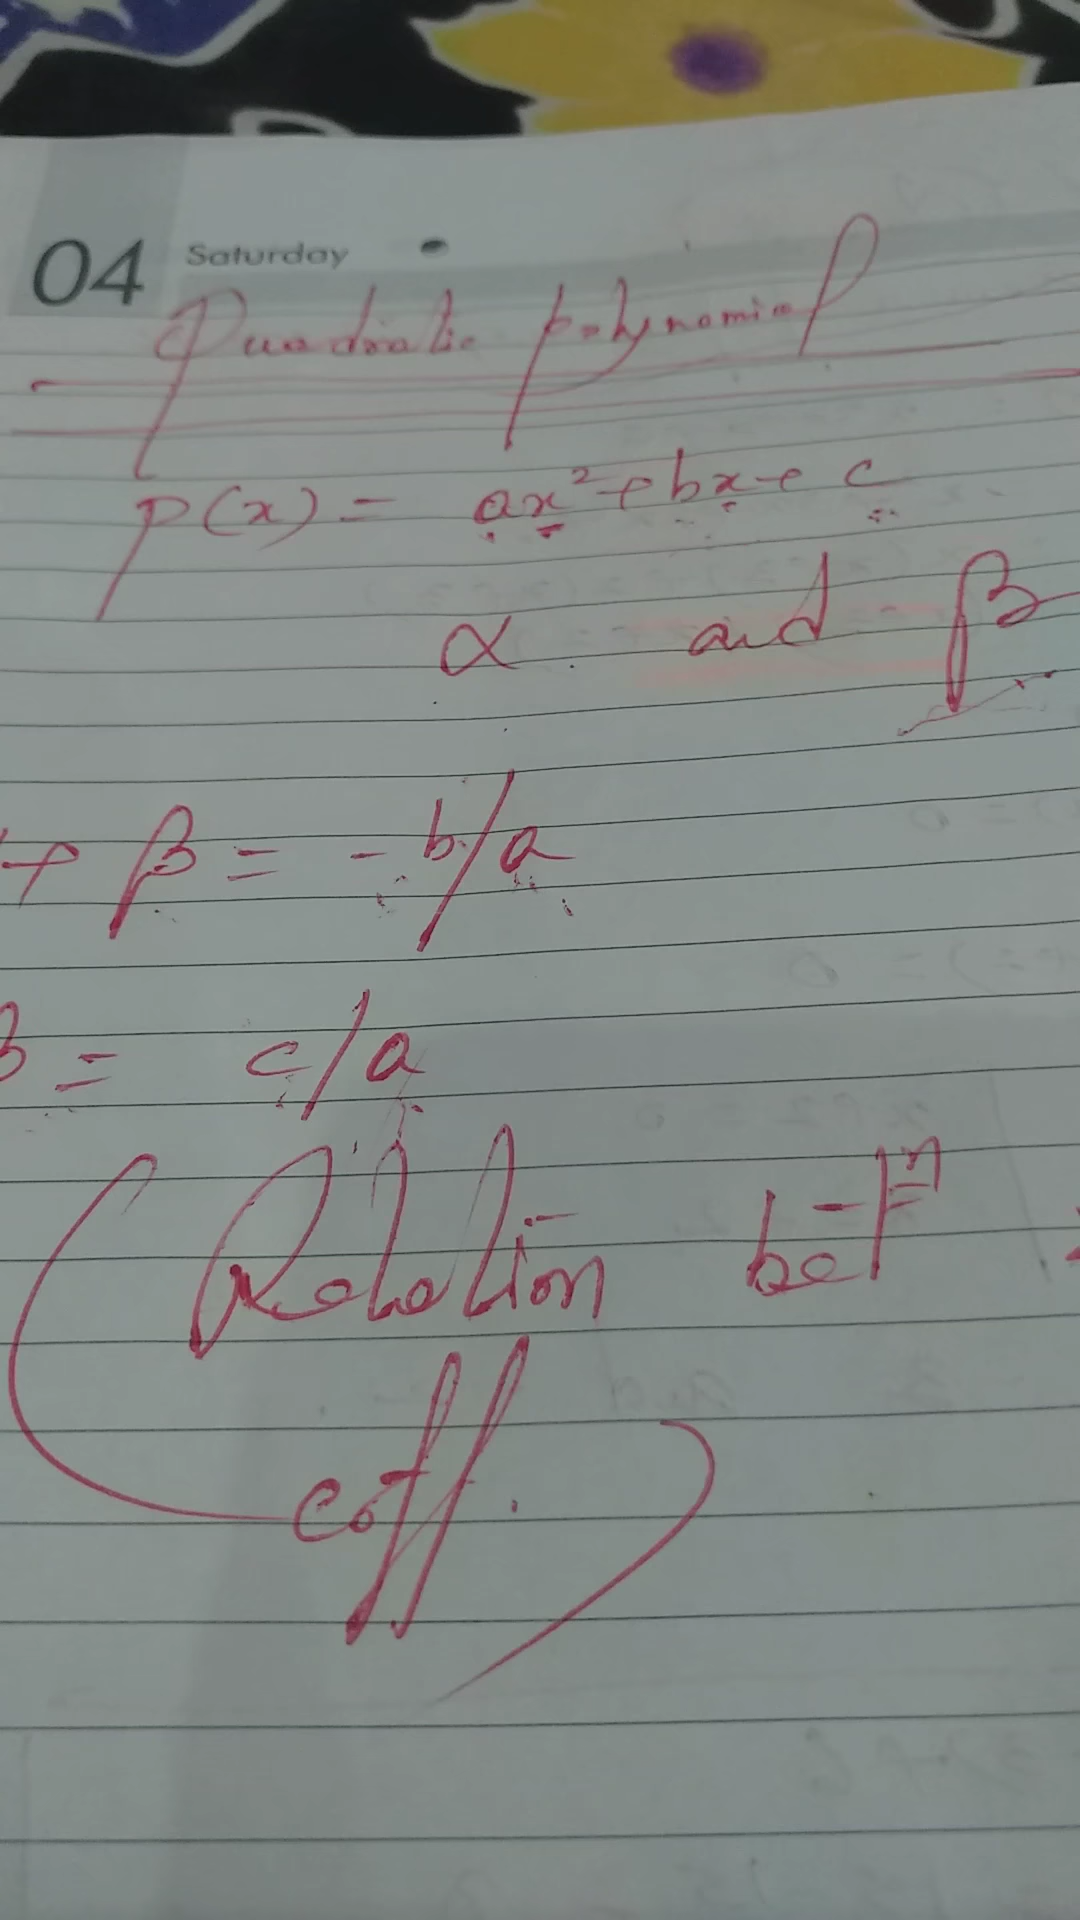 04 Saturday
Quadratic polynomial
p(x) = ax²+bx+c
α and β
+ β = - b/a
β = c/a
(Relation betⁿ
coff.)